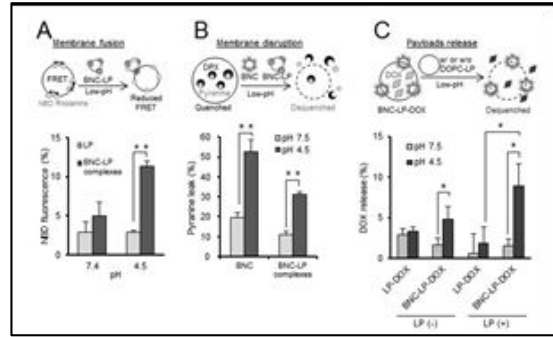 A
Membrane fusion
FRET
BNC-LP
Low-pH
NBD Rhodamine
Reduced
FRET
LP
BNC-LP
complexes
**
NBD fluorescence (%)
15
10
5
0
7.4
4.5
pH
B
Membrane disruption
DPX
Pyranine
BNC
BNC-LP
Low-pH
Quenched
Dequenched
pH 7.5
pH 4.5
**
**
Pyranine leak (%)
60
50
40
30
20
10
0
BNC
BNC-LP
complexes
C
Payloads release
DOX
w/ or w/o
DOPC-LP
Low-pH
BNC-LP-DOX
Dequenched
pH 7.5
pH 4.5
*
*
*
DOX release (%)
15
10
5
0
LP-DOX
BNC-LP-DOX
LP-DOX
BNC-LP-DOX
LP (-)
LP (+)